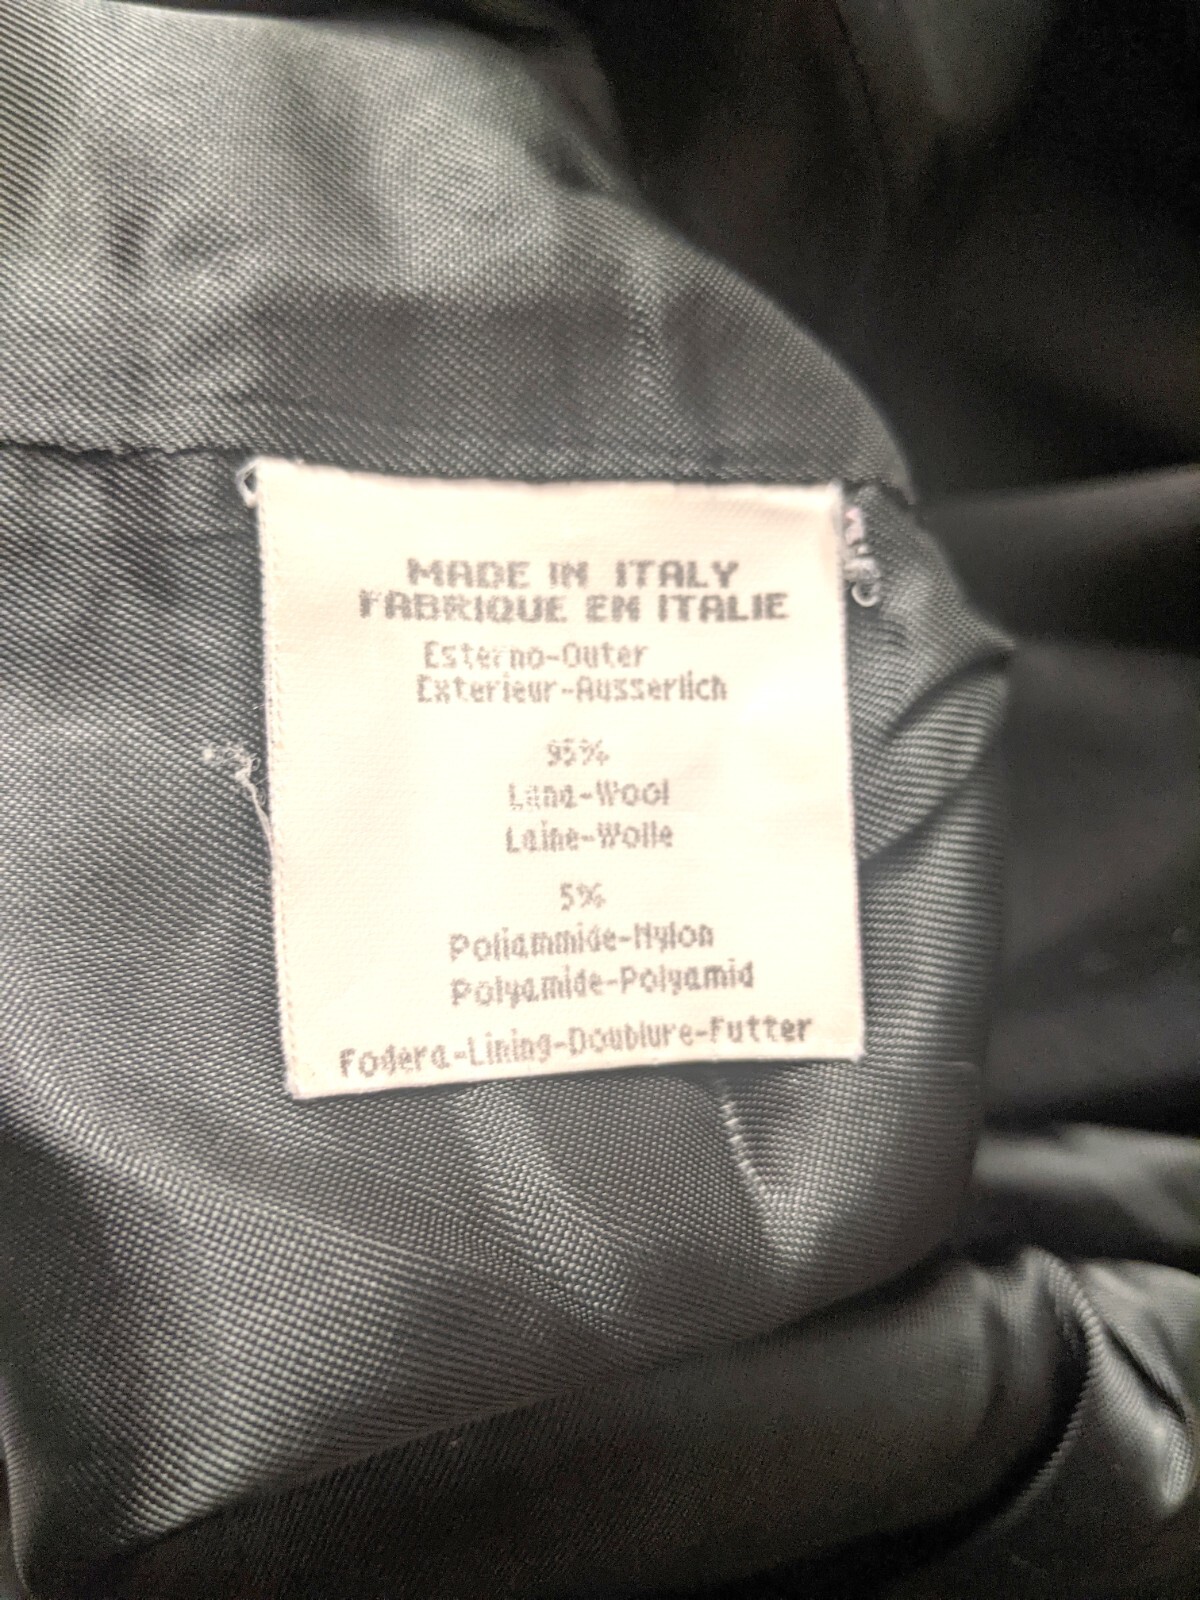 MADE IN ITALY
FABRIQUE EN ITALIE
Esterno-Outer
Exterieur-Ausserlich
95%
Lana-Wool
Laine-Wolle
5%
Poliammide-Nylon
Polyamide-Polyamid
Fodera-Lining-Doublure-Futter